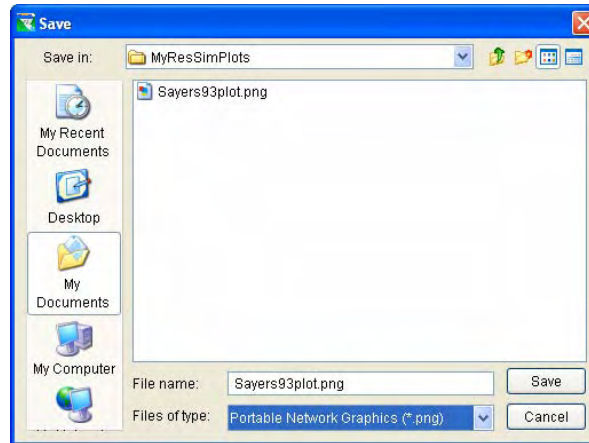 Save
Save in:
MyResSimPlots
My Recent
Documents
Desktop
My
Documents
My Computer
Sayers93plot.png
File name:
Sayers93plot.png
Save
Files of type:
Portable Network Graphics (*.png)
Cancel